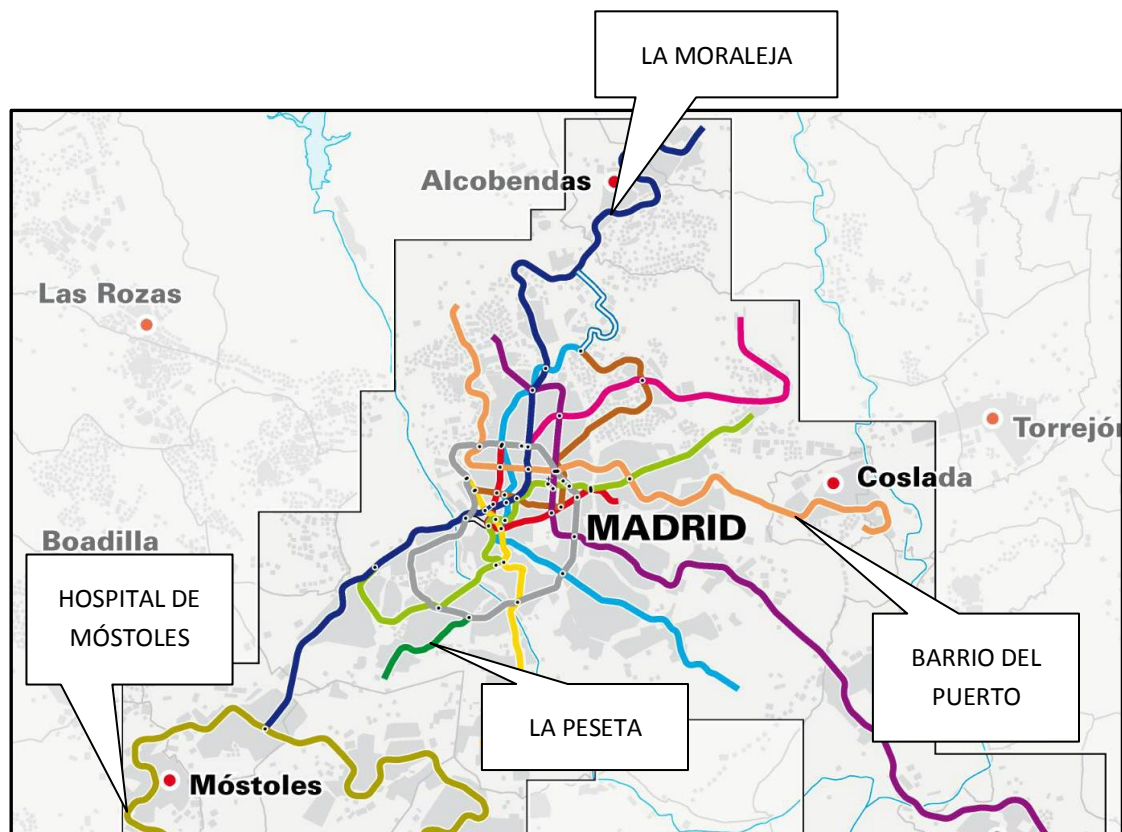 LA MORALEJA
Alcobendas
Las Rozas
Torrejón
Coslada
MADRID
Boadilla
HOSPITAL DE
MÓSTOLES
BARRIO DEL
PUERTO
LA PESETA
Móstoles